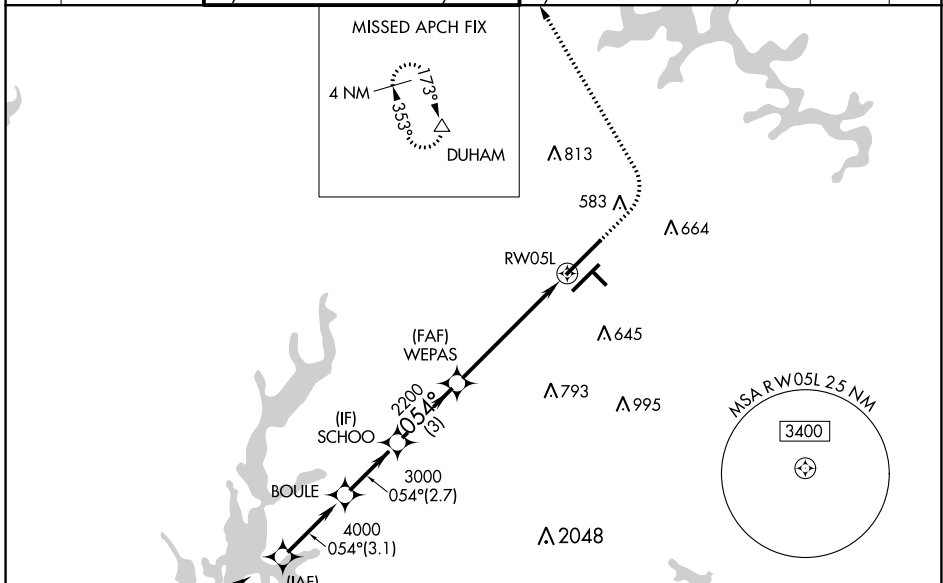 MISSED APCH FIX
4 NM
173°
353°
DUHAM
813
583
664
RW05L
645
(FAF)
WEPAS
793
995
2200
054°
(3)
(IF)
SCHOO
3000
054°(2.7)
BOULE
4000
054°(3.1)
2048
(IAF)
MSA RW05L 25 NM
3400